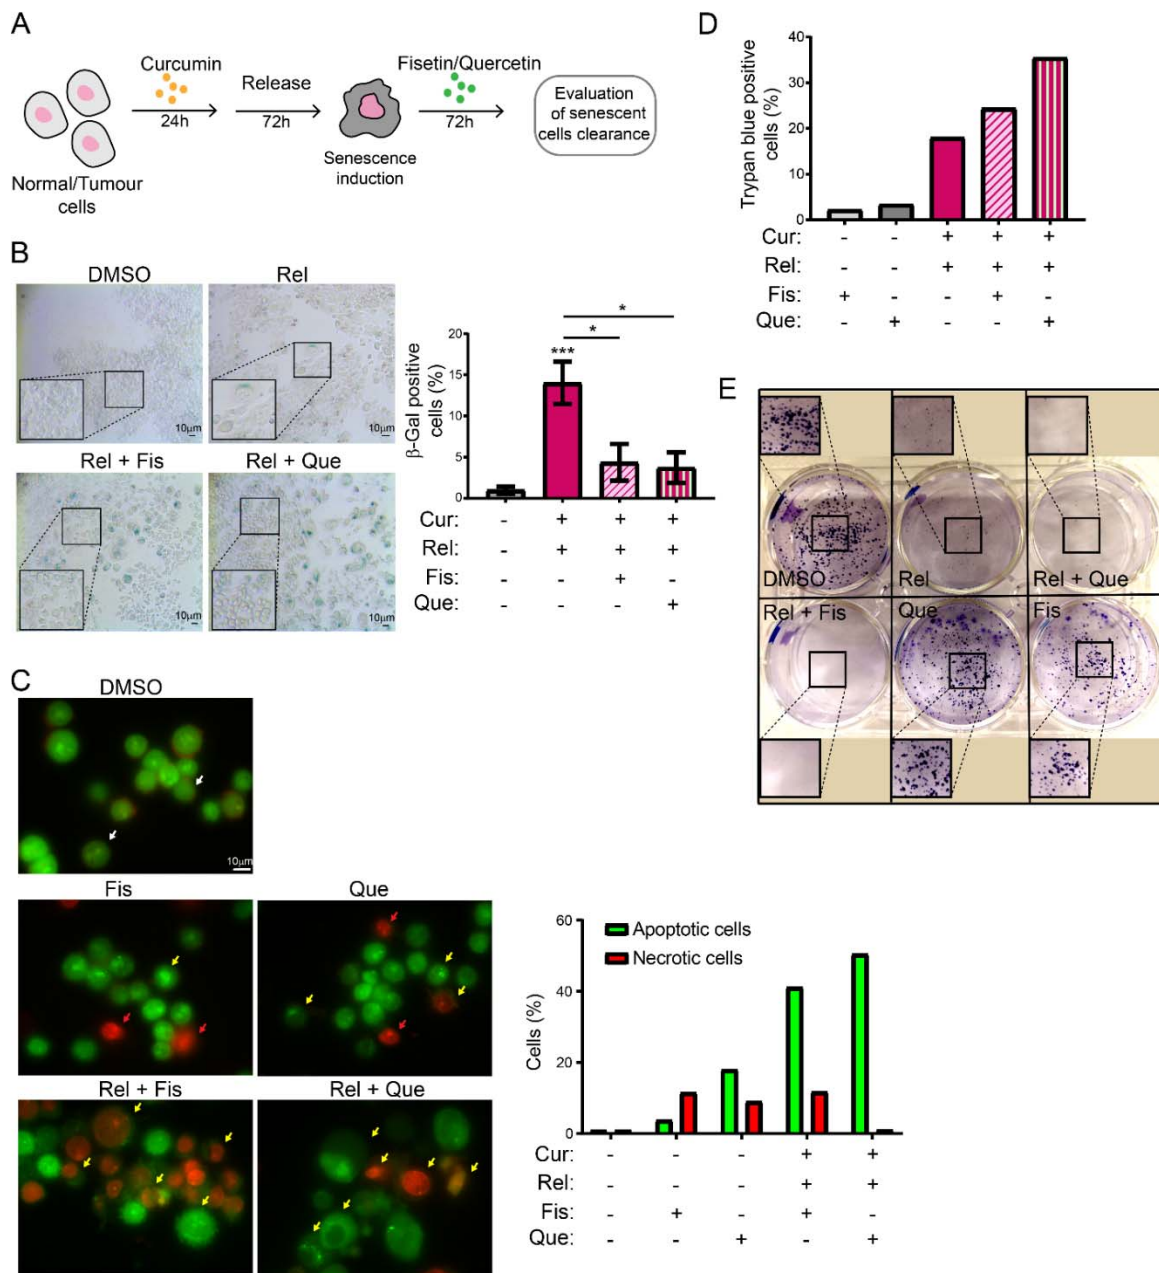 A
Curcumin
24h
Release
72h
Fisetin/Quercetin
72h
Normal/Tumour
cells
Senescence
induction
Evaluation
of senescent
cells clearance
B
DMSO
Rel
10μm
10μm
Rel + Fis
Rel + Que
10μm
10μm
β-Gal positive
cells (%)
20
15
10
5
0
***
*
*
Cur: - + + +
Rel: - + + +
Fis: - - + -
Que: - - - +
C
DMSO
10μm
Fis
Que
Rel + Fis
Rel + Que
Cells (%)
60
40
20
0
Apoptotic cells
Necrotic cells
Cur: - - - + +
Rel: - - - + +
Fis: - + - + -
Que: - - + - +
D
Trypan blue positive
cells (%)
40
30
20
10
0
Cur: - - + + +
Rel: - - + + +
Fis: + - - + -
Que: - + - - +
E
DMSO
Rel
Rel + Que
Rel + Fis
Que
Fis